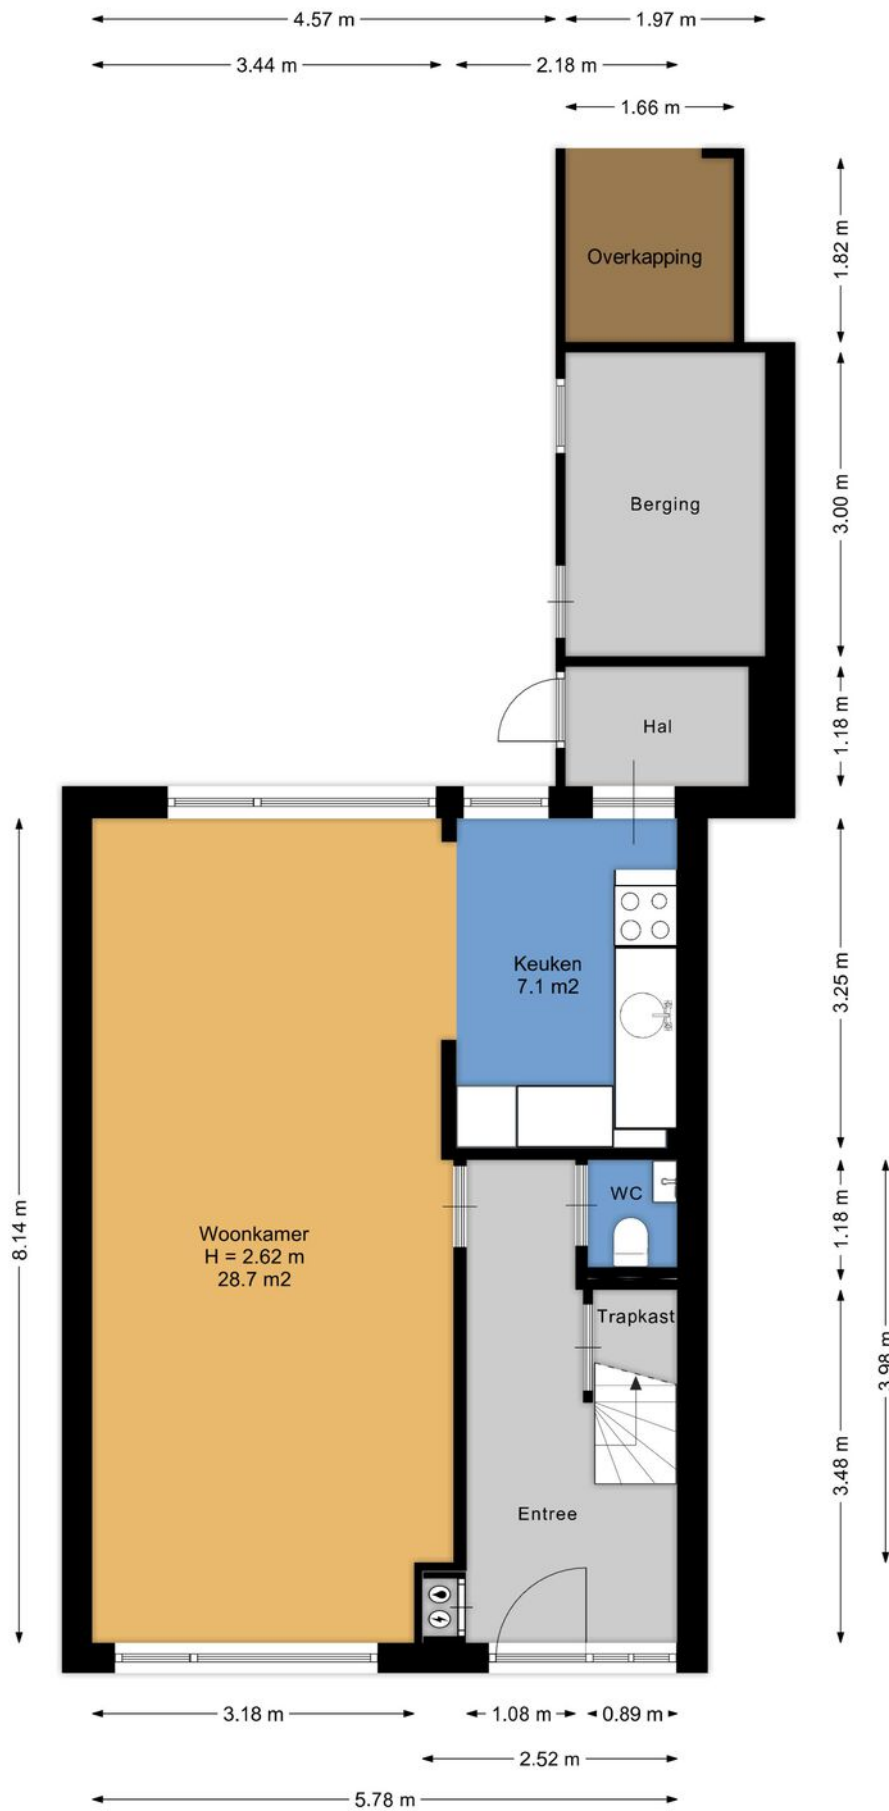 4.57 m
1.97 m
3.44 m
2.18 m
1.66 m
1.82 m
Overkapping
3.00 m
Berging
1.18 m
Hal
3.25 m
Keuken
7.1 m2
8.14 m
WC
1.18 m
Woonkamer
H = 2.62 m
28.7 m2
Trapkast
3.98 m
3.48 m
Entree
3.18 m
1.08 m
0.89 m
2.52 m
5.78 m